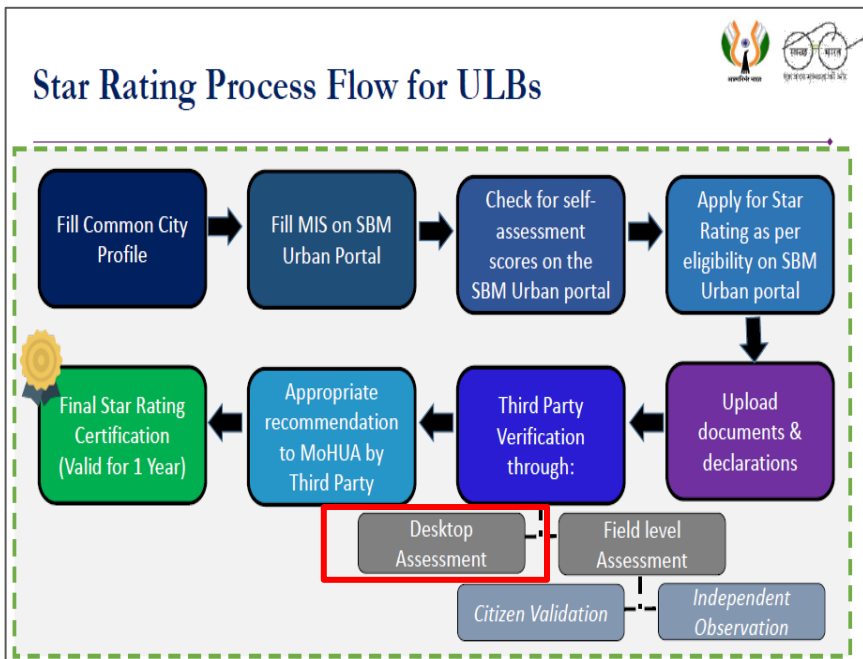 Star Rating Process Flow for ULBs
स्वच्छ भारत
Fill Common City
Profile
Fill MIS on SBM
Urban Portal
Check for self-
assessment
scores on the
SBM Urban portal
Apply for Star
Rating as per
eligibility on SBM
Urban portal
Final Star Rating
Certification
(Valid for 1 Year)
Appropriate
recommendation
to MoHUA by
Third Party
Third Party
Verification
through:
Upload
documents &
declarations
Desktop
Assessment
Field level
Assessment
Citizen Validation
Independent
Observation